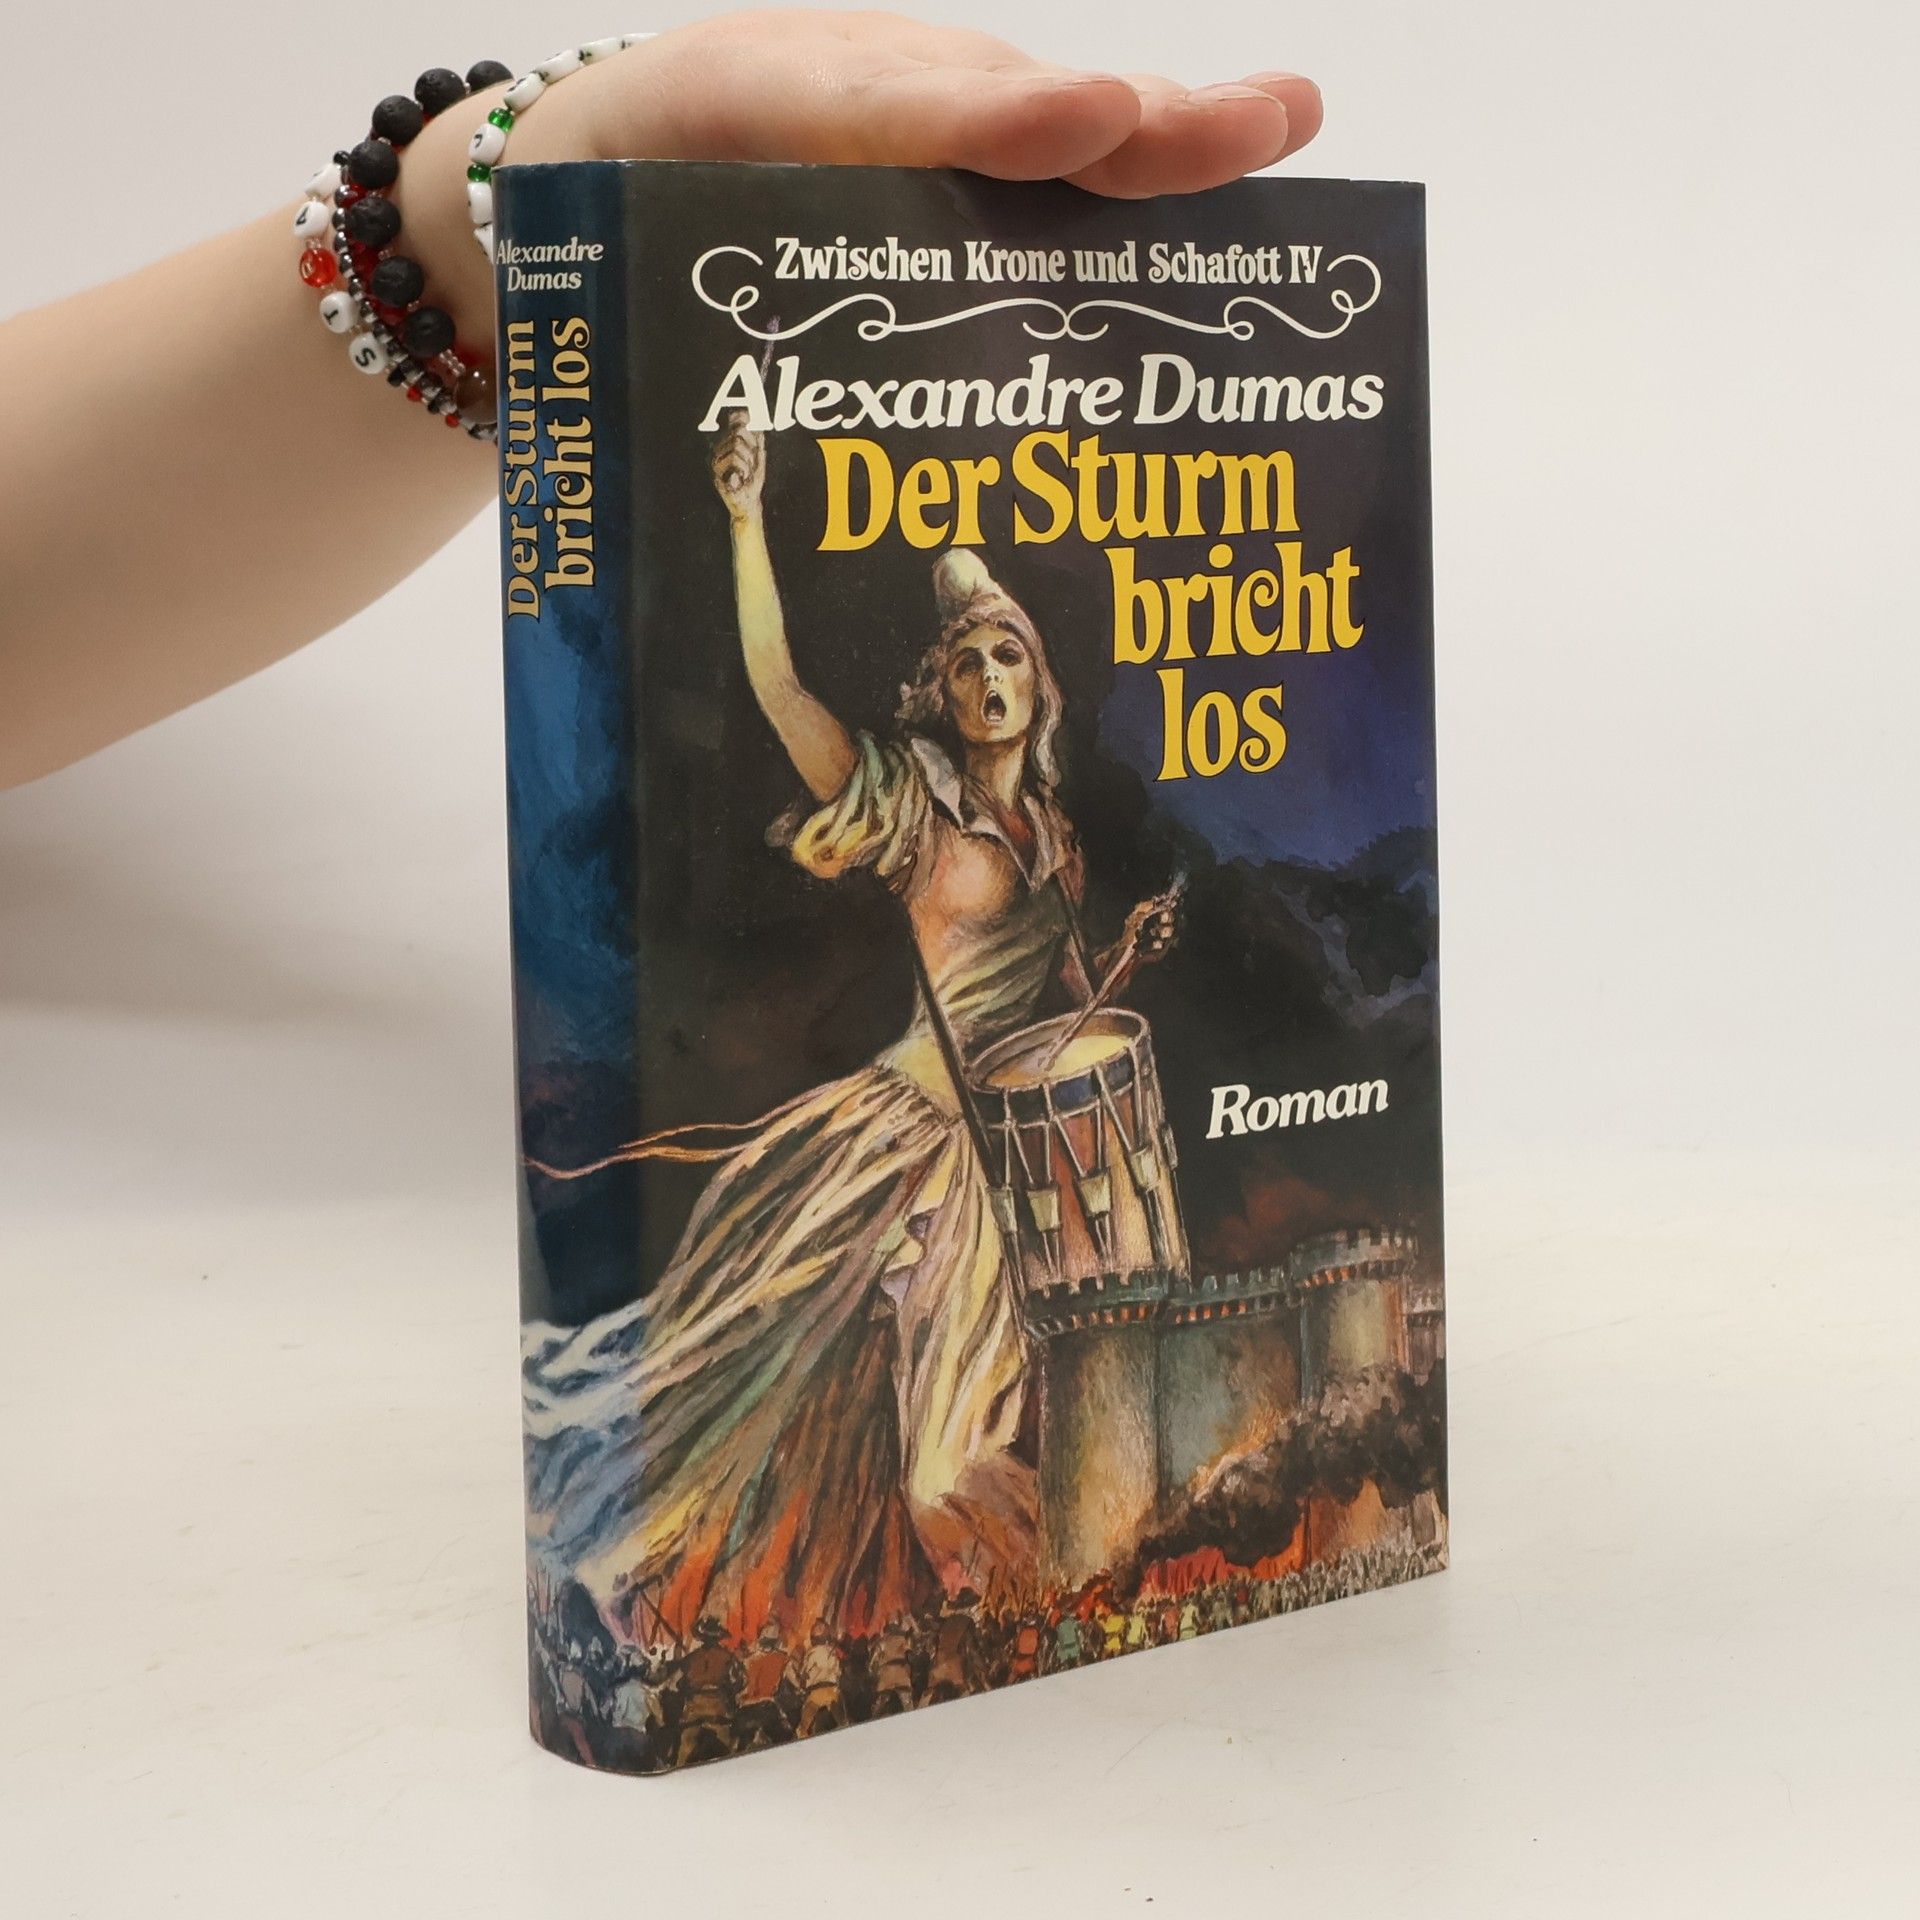 Zwischen Krone und Schafott IV
Alexandre Dumas
Der Sturm
bricht
los
Roman
Alexandre
Dumas
Der Sturm
bricht los